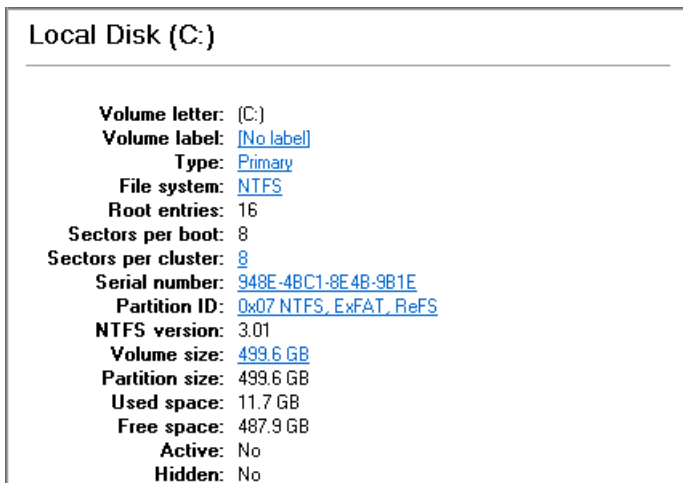 Local Disk (C:)
Volume letter: (C:)
Volume label: [No label]
Type: Primary
File system: NTFS
Root entries: 16
Sectors per boot: 8
Sectors per cluster: 8
Serial number: 948E-4BC1-8E4B-9B1E
Partition ID: 0x07 NTFS, ExFAT, ReFS
NTFS version: 3.01
Volume size: 499.6 GB
Partition size: 499.6 GB
Used space: 11.7 GB
Free space: 487.9 GB
Active: No
Hidden: No